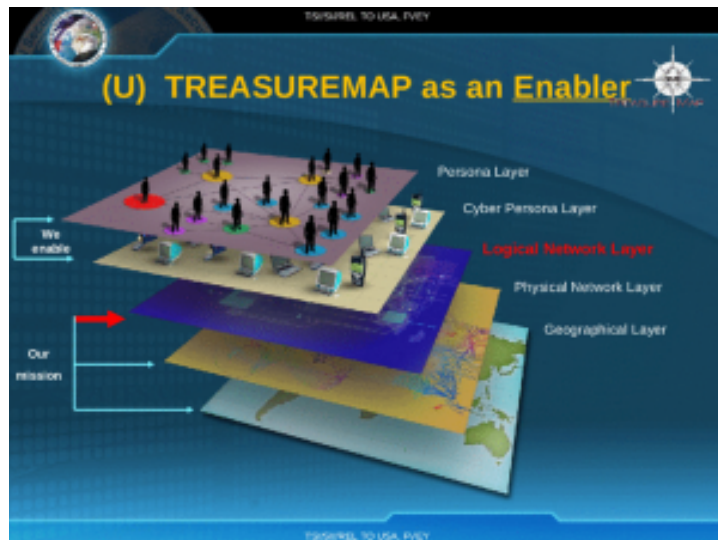 TS//SI//REL TO USA, FVEY
(U) TREASUREMAP as an Enabler
Persona Layer
Cyber Persona Layer
We
enable
Logical Network Layer
Physical Network Layer
Geographical Layer
Our
mission
TS//SI//REL TO USA, FVEY